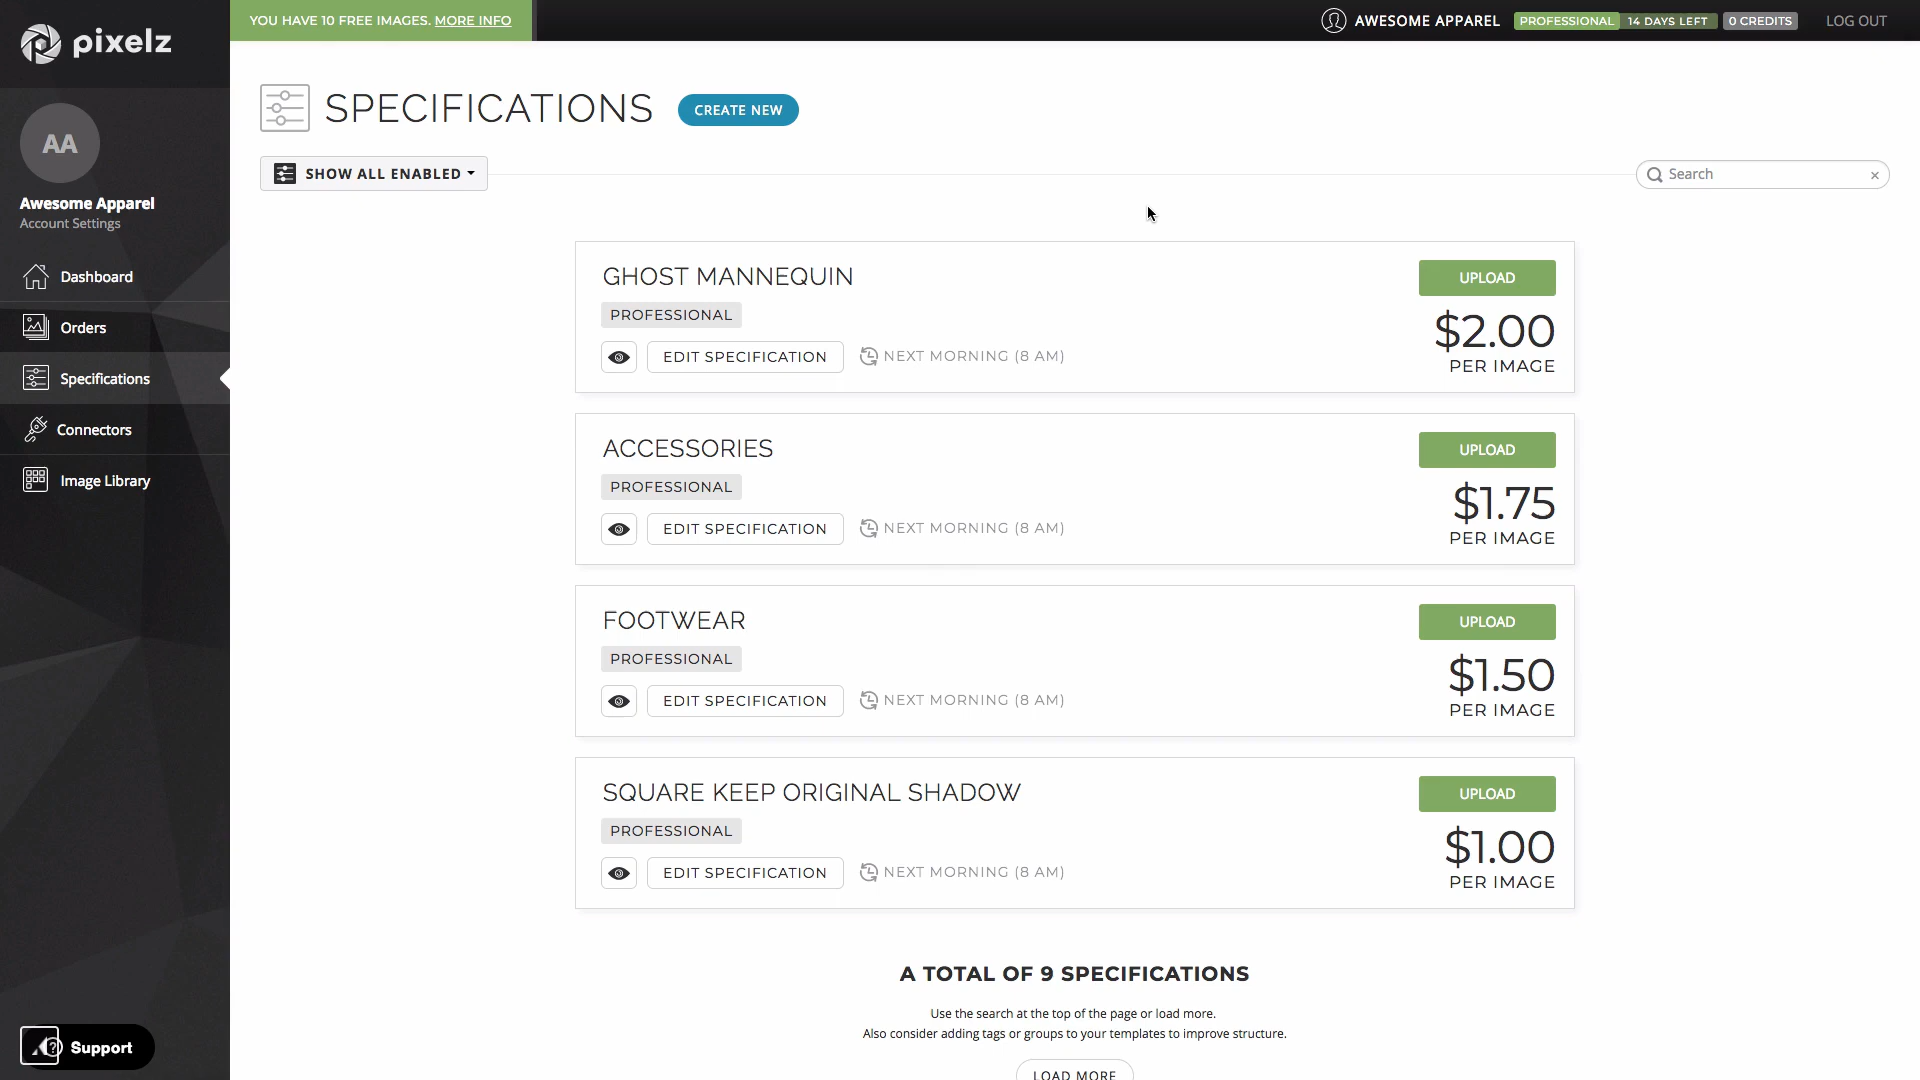 YOU HAVE 10 FREE IMAGES. MORE INFO
AWESOME APPAREL
PROFESSIONAL 14 DAYS LEFT
0 CREDITS
LOG OUT
pixelz
AA
Awesome Apparel
Account Settings
Dashboard
Orders
Specifications
Connectors
Image Library
Support
SPECIFICATIONS
CREATE NEW
SHOW ALL ENABLED
Search
GHOST MANNEQUIN
PROFESSIONAL
EDIT SPECIFICATION
NEXT MORNING (8 AM)
UPLOAD
$2.00
PER IMAGE
ACCESSORIES
PROFESSIONAL
EDIT SPECIFICATION
NEXT MORNING (8 AM)
UPLOAD
$1.75
PER IMAGE
FOOTWEAR
PROFESSIONAL
EDIT SPECIFICATION
NEXT MORNING (8 AM)
UPLOAD
$1.50
PER IMAGE
SQUARE KEEP ORIGINAL SHADOW
PROFESSIONAL
EDIT SPECIFICATION
NEXT MORNING (8 AM)
UPLOAD
$1.00
PER IMAGE
A TOTAL OF 9 SPECIFICATIONS
Use the search at the top of the page or load more.
Also consider adding tags or groups to your templates to improve structure.
LOAD MORE